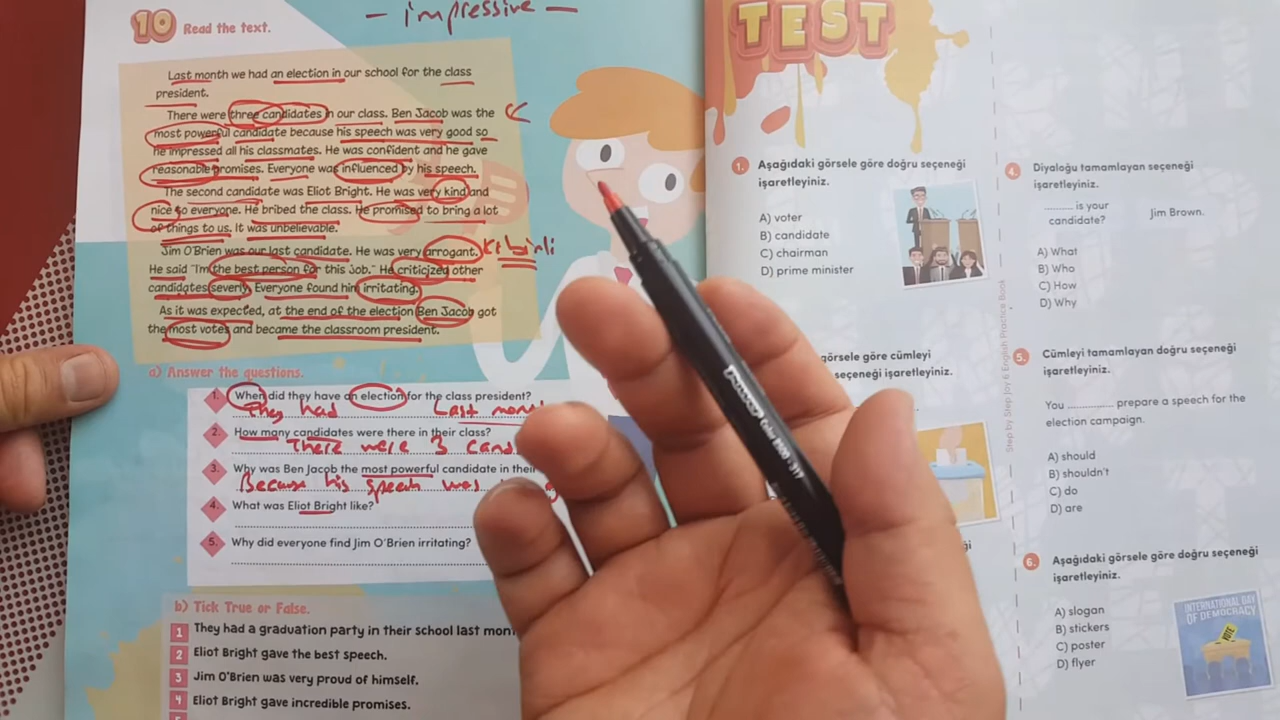 — impressive —
10 Read the text.
Last month we had an election in our school for the class
president.
There were three candidates in our class. Ben Jacob was the
most powerful candidate because his speech was very good so
he impressed all his classmates. He was confident and he gave
reasonable promises. Everyone was influenced by his speech.
The second candidate was Eliot Bright. He was very kind and
nice to everyone. He bribed the class. He promised to bring a lot
of things to us. It was unbelievable.
Jim O'Brien was our last candidate. He was very arrogant. Kibirli
He said "I'm the best person for this Job." He criticized other
candidates severly. Everyone found him irritating.
As it was expected, at the end of the election Ben Jacob got
the most votes and became the classroom president.
a) Answer the questions.
1. When did they have an election for the class president?
They had Last
2. How many candidates were there in their class?
There were 3
3. Why was Ben Jacob the most powerful candidate in their
Because his speech was
4. What was Eliot Bright like?
5. Why did everyone find Jim O'Brien irritating?
b) Tick True or False.
1 They had a graduation party in their school last
2 Eliot Bright gave the best speech.
3 Jim O'Brien was very proud of himself.
4 Eliot Bright gave incredible promises.
TEST
1. Aşağıdaki görsele göre doğru seçeneği
işaretleyiniz.
A) voter
B) candidate
C) chairman
D) prime minister
görsele göre cümleyi
seçeneği işaretleyiniz.
Step by Step Joy 6 English Practice Book
4. Diyaloğu tamamlayan seçeneği
işaretleyiniz.
.......... is your
candidate?
Jim Brown.
A) What
B) Who
C) How
D) Why
5. Cümleyi tamamlayan doğru seçeneği
işaretleyiniz.
You ................ prepare a speech for the
election campaign.
A) should
B) shouldn't
C) do
D) are
6. Aşağıdaki görsele göre doğru seçeneği
işaretleyiniz.
A) slogan
B) stickers
C) poster
D) flyer
INTERNATIONAL DAY
OF DEMOCRACY
VOTE